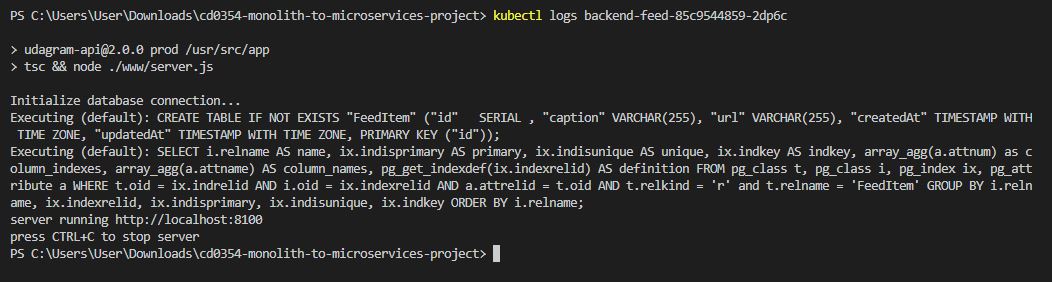 PS C:\Users\User\Downloads\cd0354-monolith-to-microservices-project> kubectl logs backend-feed-85c9544859-2dp6c
> udagram-api@2.0.0 prod /usr/src/app
> tsc && node ./www/server.js
Initialize database connection...
Executing (default): CREATE TABLE IF NOT EXISTS "FeedItem" ("id"   SERIAL , "caption" VARCHAR(255), "url" VARCHAR(255), "createdAt" TIMESTAMP WITH
 TIME ZONE, "updatedAt" TIMESTAMP WITH TIME ZONE, PRIMARY KEY ("id"));
Executing (default): SELECT i.relname AS name, ix.indisprimary AS primary, ix.indisunique AS unique, ix.indkey AS indkey, array_agg(a.attnum) as c
olumn_indexes, array_agg(a.attname) AS column_names, pg_get_indexdef(ix.indexrelid) AS definition FROM pg_class t, pg_class i, pg_index ix, pg_att
ribute a WHERE t.oid = ix.indrelid AND i.oid = ix.indexrelid AND a.attrelid = t.oid AND t.relkind = 'r' and t.relname = 'FeedItem' GROUP BY i.reln
ame, ix.indexrelid, ix.indisprimary, ix.indisunique, ix.indkey ORDER BY i.relname;
server running http://localhost:8100
press CTRL+C to stop server
PS C:\Users\User\Downloads\cd0354-monolith-to-microservices-project>